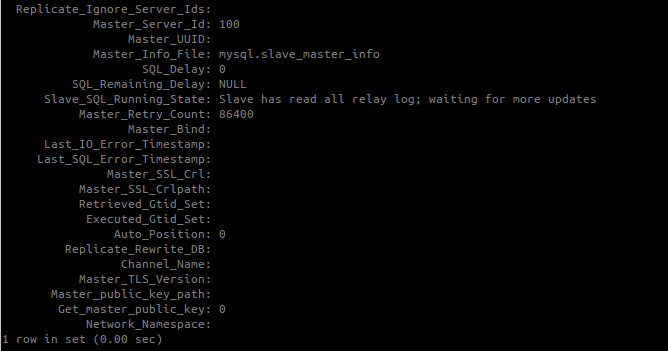 Replicate_Ignore_Server_Ids:
Master_Server_Id: 100
Master_UUID:
Master_Info_File: mysql.slave_master_info
SQL_Delay: 0
SQL_Remaining_Delay: NULL
Slave_SQL_Running_State: Slave has read all relay log; waiting for more updates
Master_Retry_Count: 86400
Master_Bind:
Last_IO_Error_Timestamp:
Last_SQL_Error_Timestamp:
Master_SSL_Crl:
Master_SSL_Crlpath:
Retrieved_Gtid_Set:
Executed_Gtid_Set:
Auto_Position: 0
Replicate_Rewrite_DB:
Channel_Name:
Master_TLS_Version:
Master_public_key_path:
Get_master_public_key: 0
Network_Namespace:
1 row in set (0.00 sec)